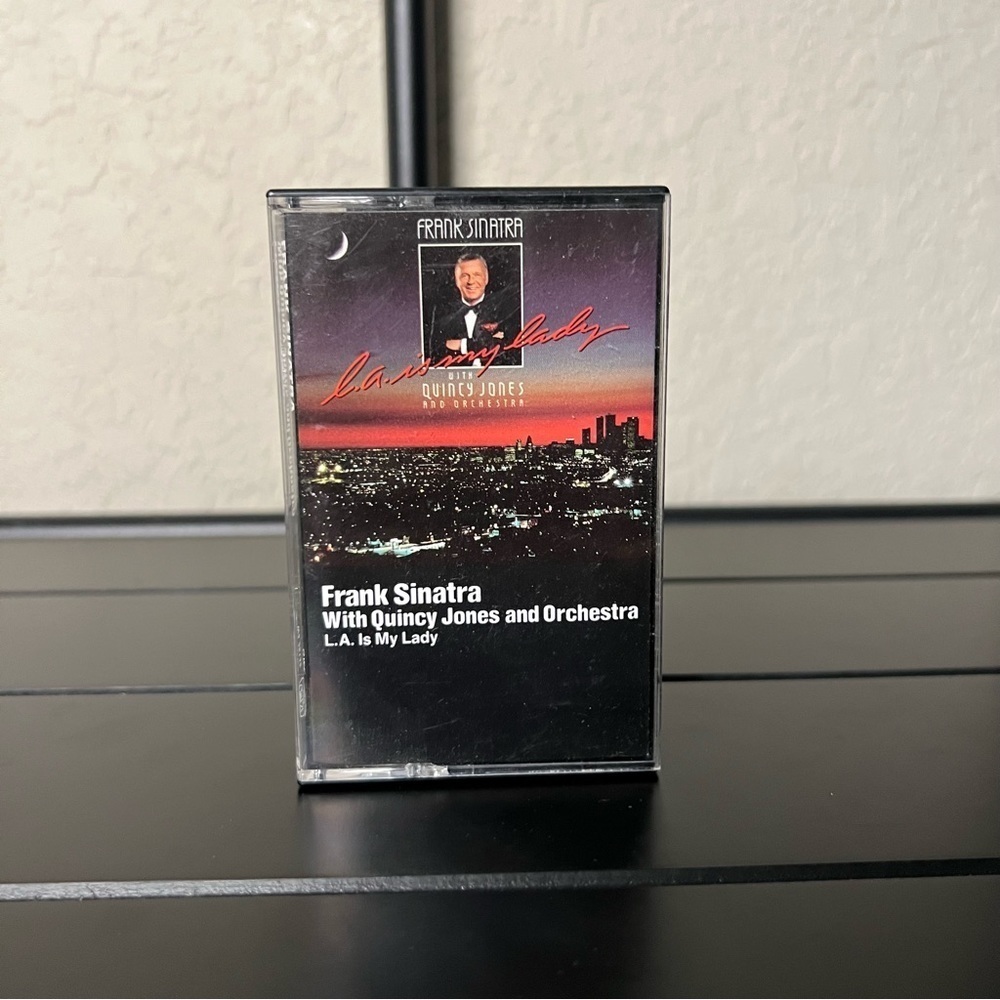 FRANK SINATRA
L.A. is my lady
WITH
QUINCY JONES
AND ORCHESTRA
Frank Sinatra
With Quincy Jones and Orchestra
L.A. Is My Lady